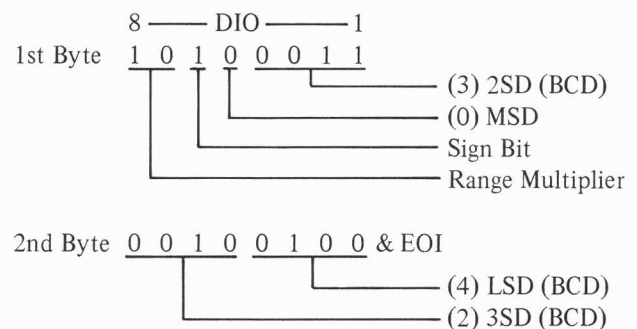 8 DIO 1
1st Byte 1 0 1 0 0 0 1 1
(3) 2SD (BCD)
(0) MSD
Sign Bit
Range Multiplier
2nd Byte 0 0 1 0 0 1 0 0 & EOI
(4) LSD (BCD)
(2) 3SD (BCD)